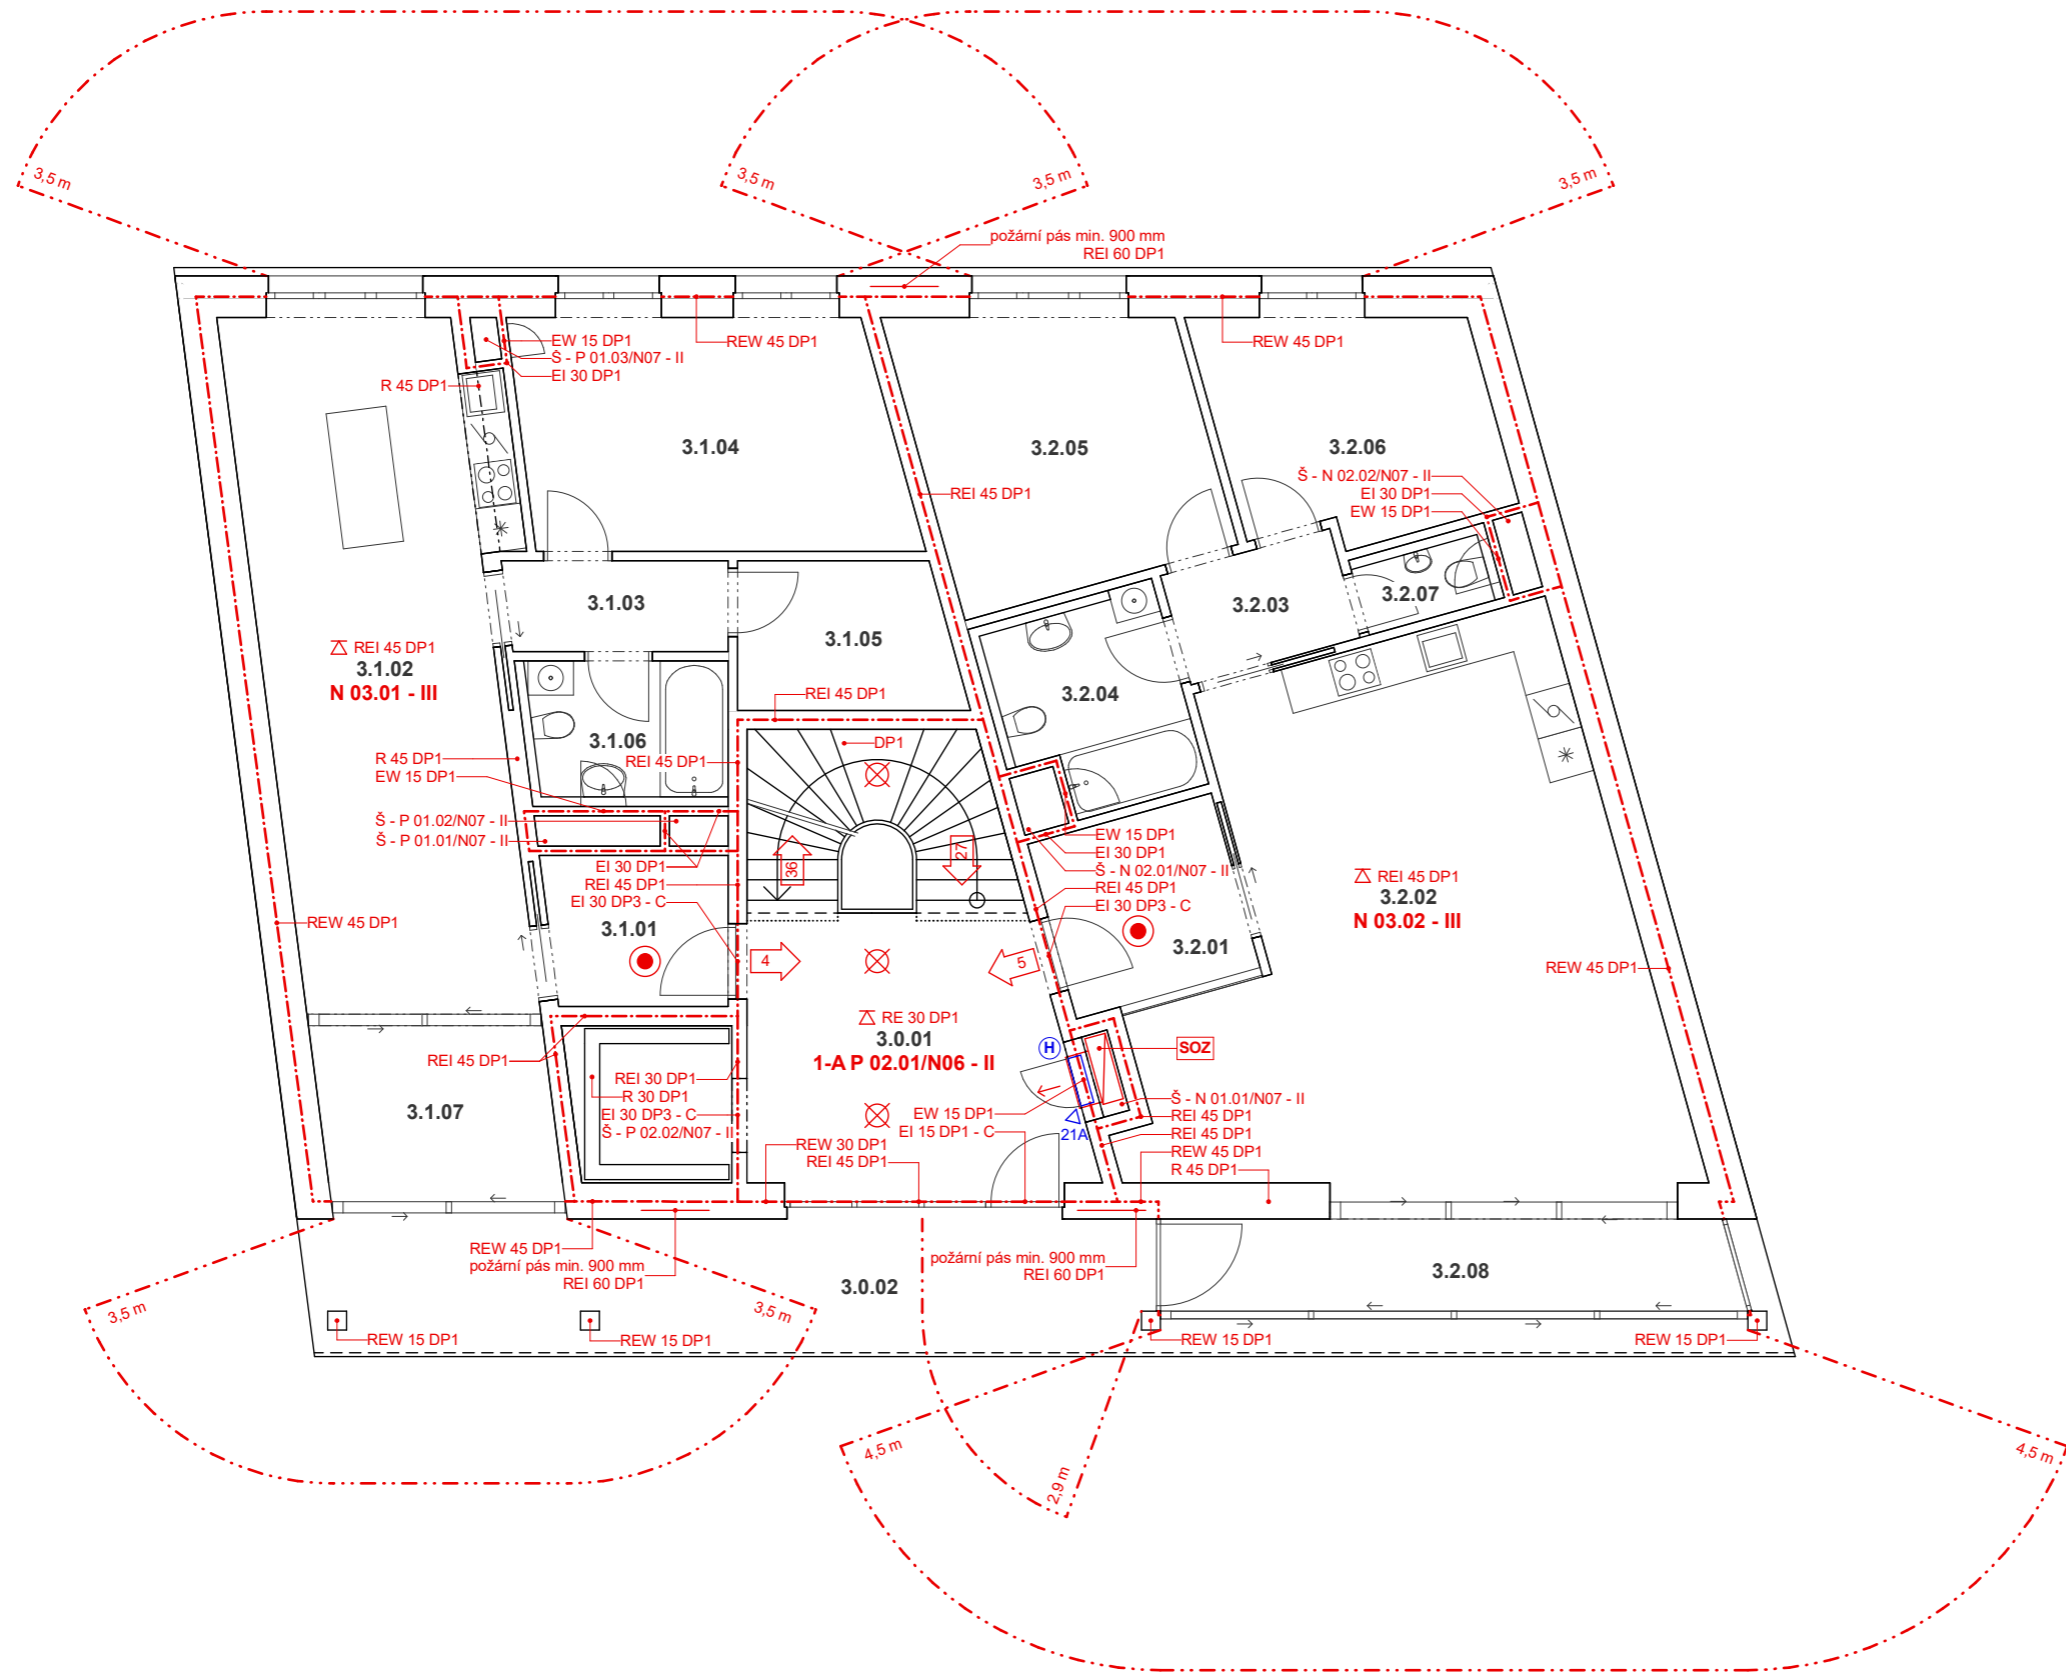 3,5 m
3,5 m
3,5 m
3,5 m
požární pás min. 900 mm
REI 60 DP1
EW 15 DP1
Š - P 01.03/N07 - II
EI 30 DP1
REW 45 DP1
REW 45 DP1
R 45 DP1
3.1.04
3.2.05
3.2.06
Š - N 02.02/N07 - II
EI 30 DP1
EW 15 DP1
REI 45 DP1
3.1.03
3.2.03
3.2.07
3.1.05
REI 45 DP1
3.1.02
N 03.01 - III
REI 45 DP1
3.2.04
3.1.06
REI 45 DP1
DP1
R 45 DP1
EW 15 DP1
Š - P 01.02/N07 - II
Š - P 01.01/N07 - II
EI 30 DP1
REI 45 DP1
EI 30 DP3 - C
36
27
EW 15 DP1
EI 30 DP1
Š - N 02.01/N07 - II
REI 45 DP1
EI 30 DP3 - C
REI 45 DP1
3.2.02
N 03.02 - III
REW 45 DP1
3.1.01
3.2.01
4
5
REW 45 DP1
RE 30 DP1
3.0.01
1-A P 02.01/N06 - II
H
SOZ
REI 45 DP1
REI 30 DP1
R 30 DP1
EI 30 DP3 - C
Š - P 02.02/N07 - II
3.1.07
EW 15 DP1
EI 15 DP1 - C
21A
Š - N 01.01/N07 - II
REI 45 DP1
REI 45 DP1
REW 45 DP1
R 45 DP1
REW 30 DP1
REI 45 DP1
REW 45 DP1
požární pás min. 900 mm
REI 60 DP1
požární pás min. 900 mm
REI 60 DP1
3.0.02
3.2.08
3,5 m
3,5 m
REW 15 DP1
REW 15 DP1
REW 15 DP1
REW 15 DP1
4,5 m
2,9 m
4,5 m